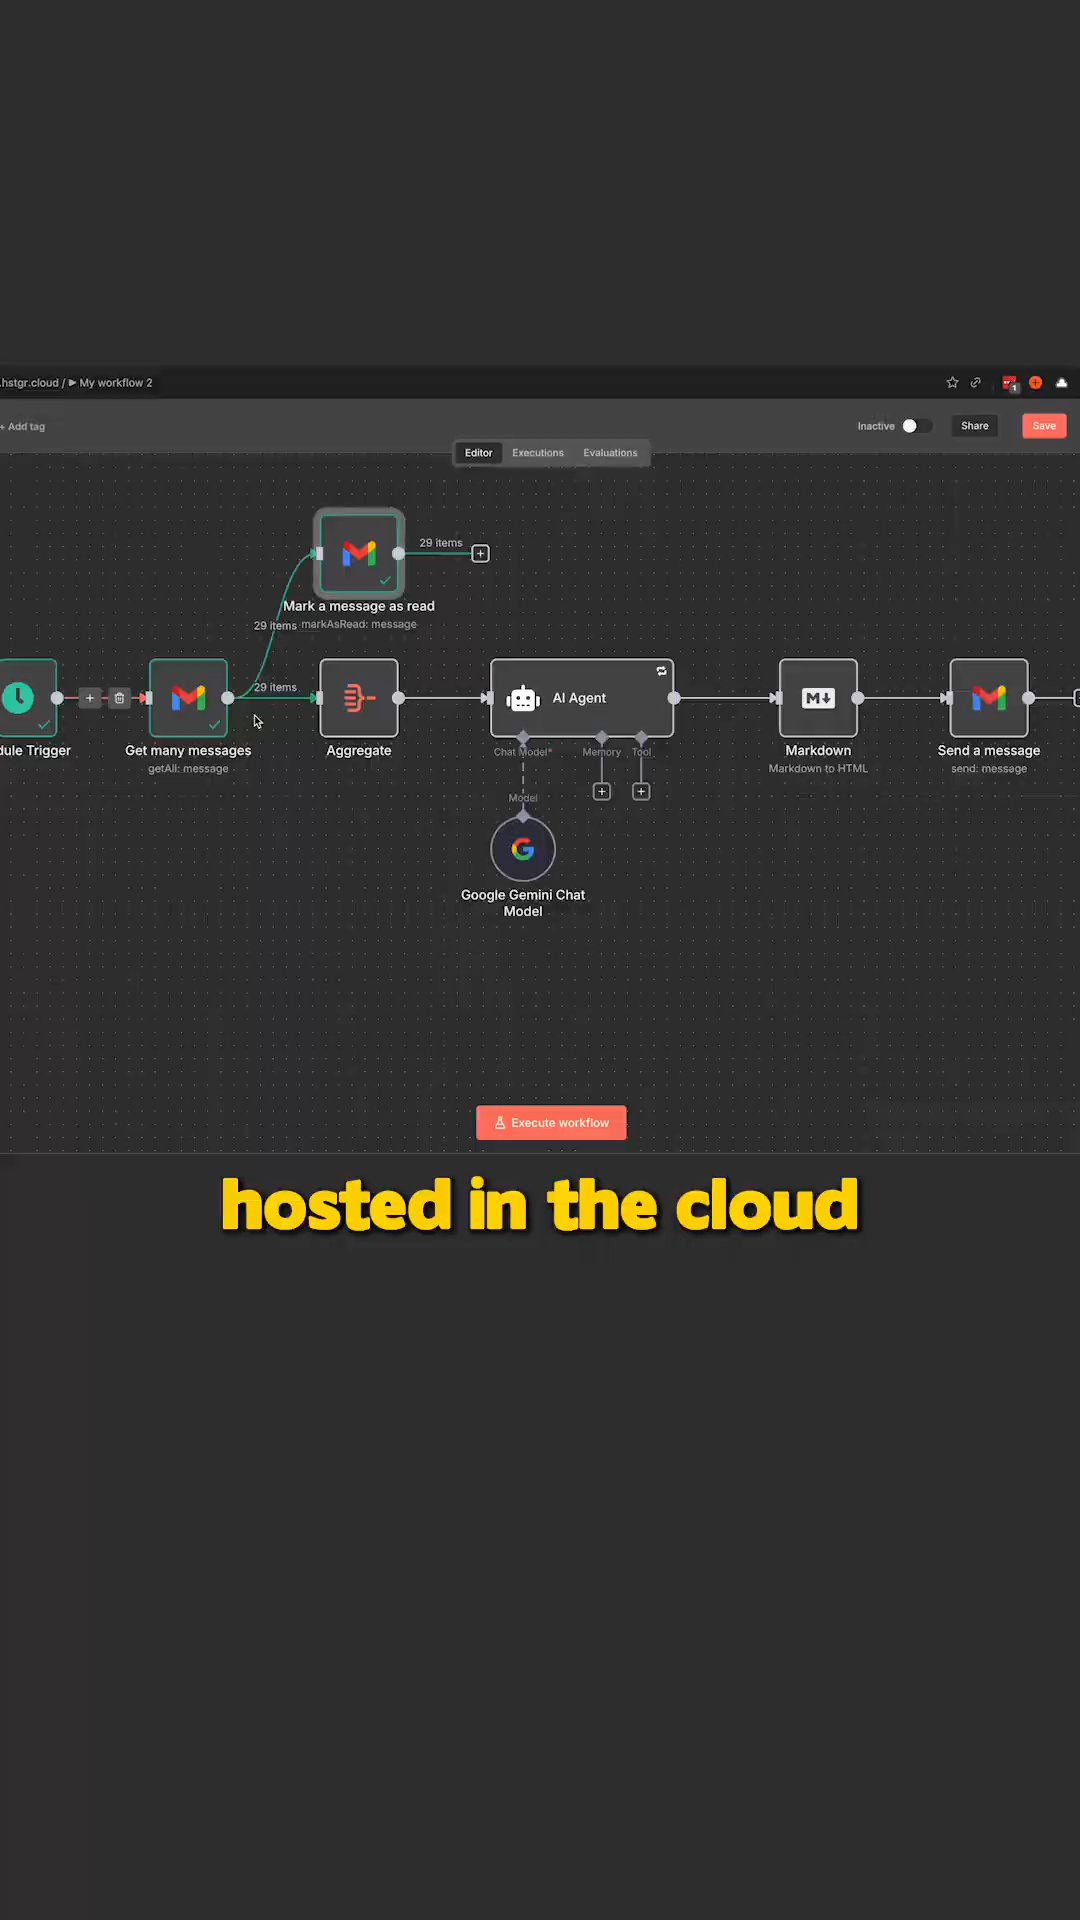 .hstgr.cloud / ▶ My workflow 2
1
+ Add tag
Inactive
Share
Save
Editor
Executions
Evaluations
29 items
Mark a message as read
29 items
markAsRead: message
29 items
AI Agent
M↓
dule Trigger
Get many messages
getAll: message
Aggregate
Chat Model*
Memory
Tool
Markdown
Markdown to HTML
Send a message
send: message
Model
Google Gemini Chat
Model
Execute workflow
hosted in the cloud